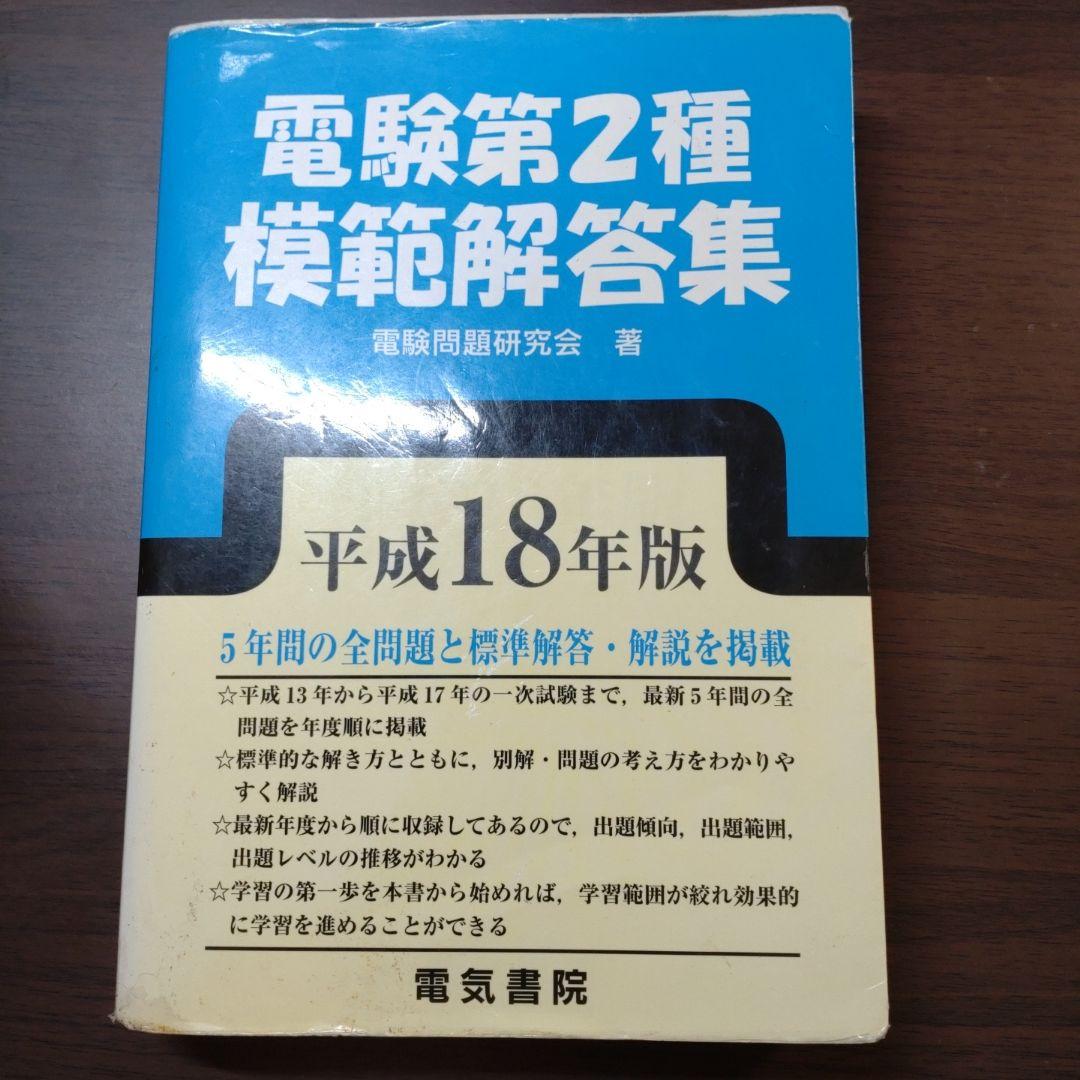 電験第2種
模範解答集
電験問題研究会　著
平成18年版
5年間の全問題と標準解答・解説を掲載
☆平成13年から平成17年の一次試験まで，最新5年間の全
問題を年度順に掲載
☆標準的な解き方とともに，別解・問題の考え方をわかりや
すく解説
☆最新年度から順に収録してあるので，出題傾向，出題範囲，
出題レベルの推移がわかる
☆学習の第一歩を本書から始めれば，学習範囲が絞れ効果的
に学習を進めることができる
電気書院